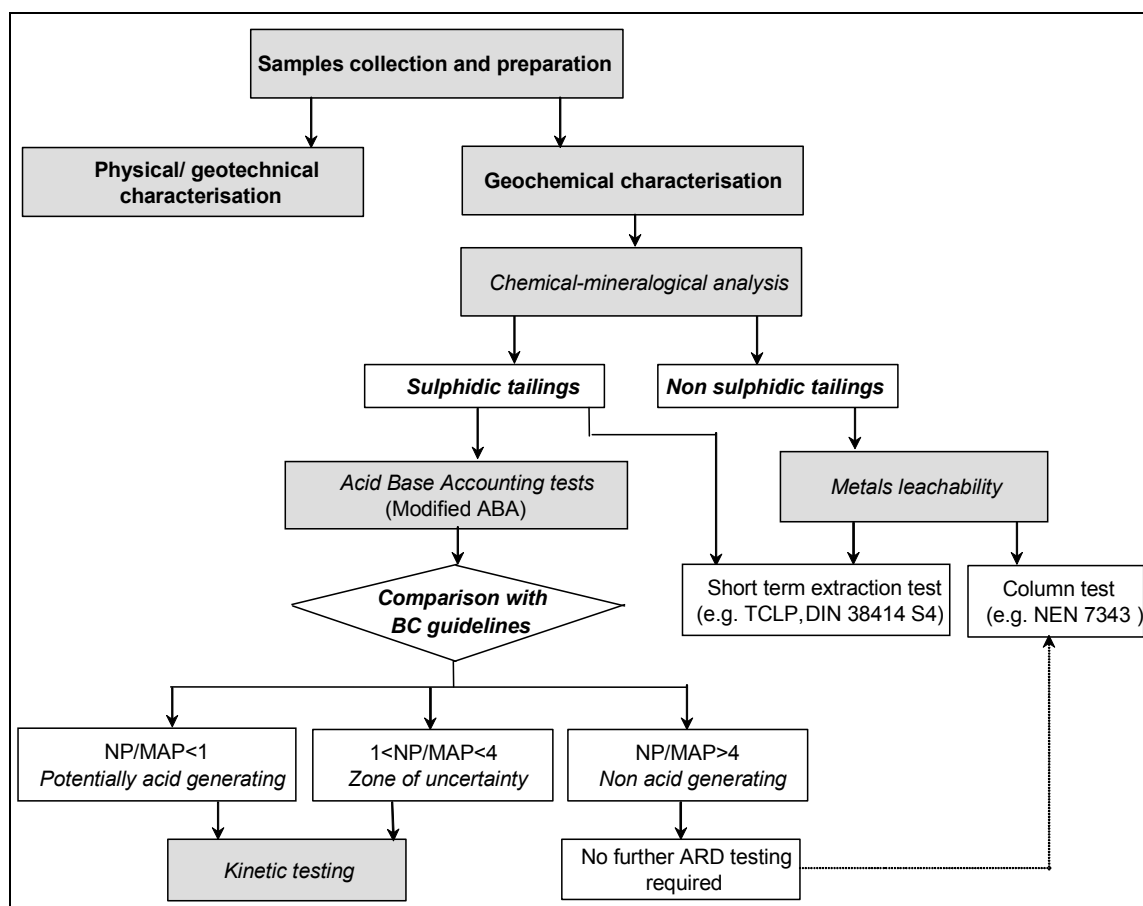 Samples collection and preparation
Physical/ geotechnical
characterisation
Geochemical characterisation
Chemical-mineralogical analysis
Sulphidic tailings
Non sulphidic tailings
Acid Base Accounting tests
(Modified ABA)
Metals leachability
Comparison with
BC guidelines
Short term extraction test
(e.g. TCLP,DIN 38414 S4)
Column test
(e.g. NEN 7343 )
NP/MAP<1
Potentially acid generating
1<NP/MAP<4
Zone of uncertainty
NP/MAP>4
Non acid generating
Kinetic testing
No further ARD testing
required